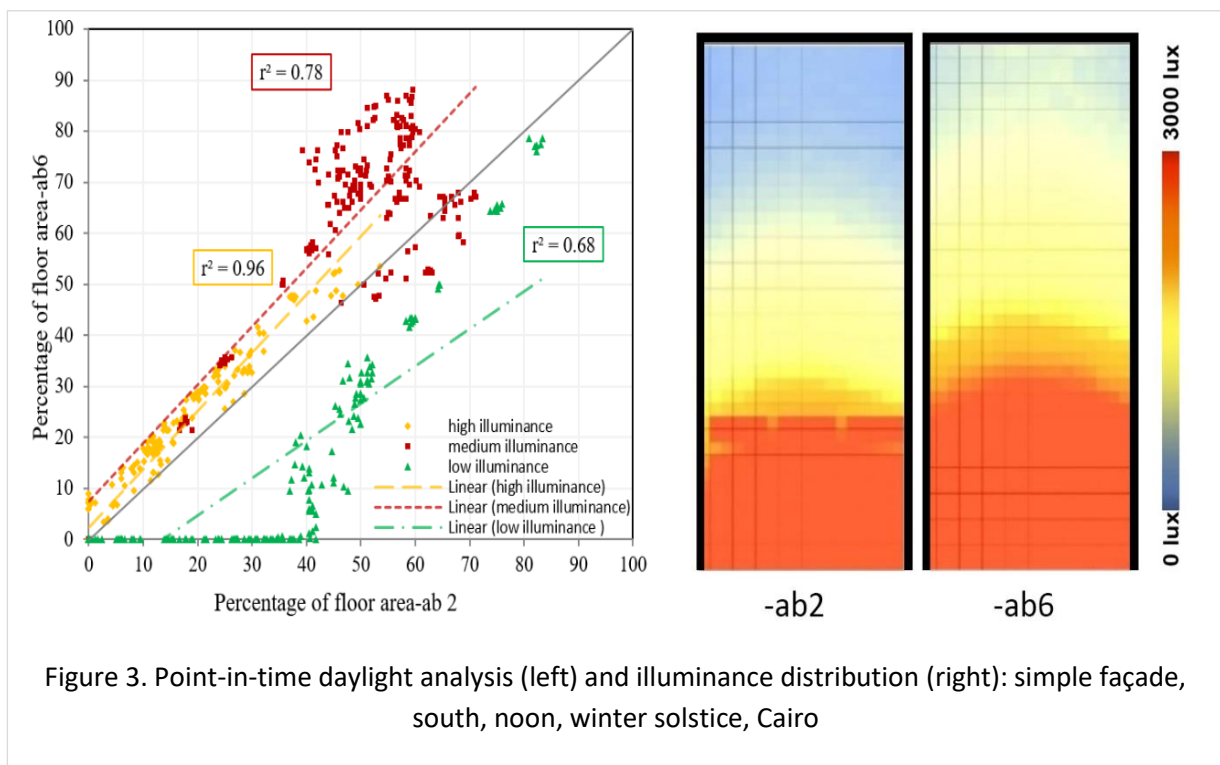 100
90
80
70
60
50
40
30
20
10
0
Percentage of floor area-ab6
r² = 0.78
r² = 0.96
r² = 0.68
high illuminance
medium illuminance
low illuminance
Linear (high illuminance)
Linear (medium illuminance)
Linear (low illuminance )
0 10 20 30 40 50 60 70 80 90 100
Percentage of floor area-ab 2
-ab2
-ab6
3000 lux
0 lux
Figure 3. Point-in-time daylight analysis (left) and illuminance distribution (right): simple façade,
south, noon, winter solstice, Cairo